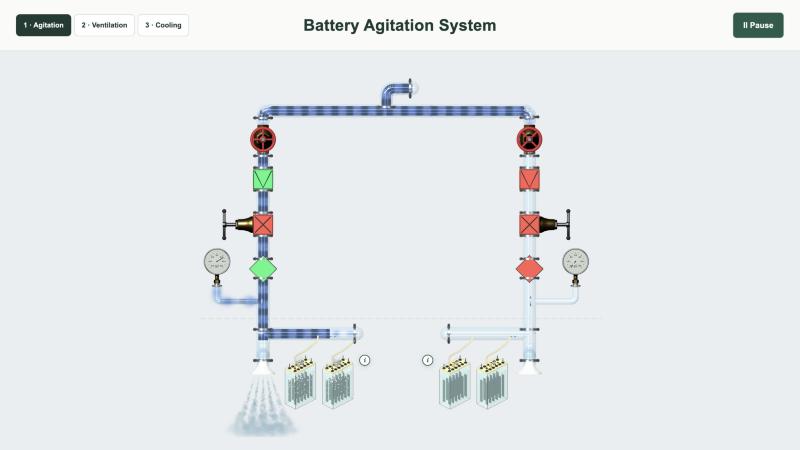 1 · Agitation
2 · Ventilation
3 · Cooling
Battery Agitation System
II Pause
i
i